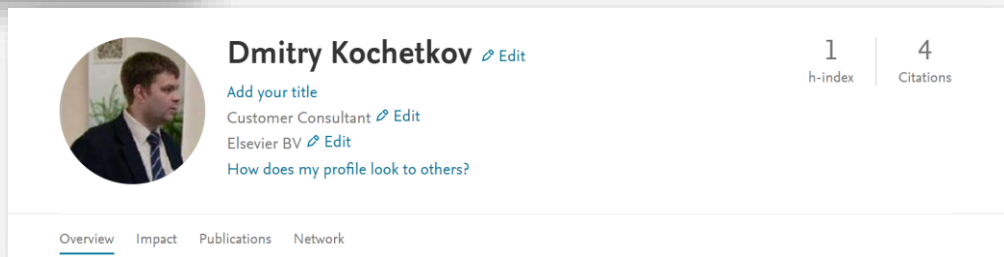 Dmitry Kochetkov Edit
Add your title
Customer Consultant Edit
Elsevier BV Edit
How does my profile look to others?
1
h-index
4
Citations
Overview Impact Publications Network